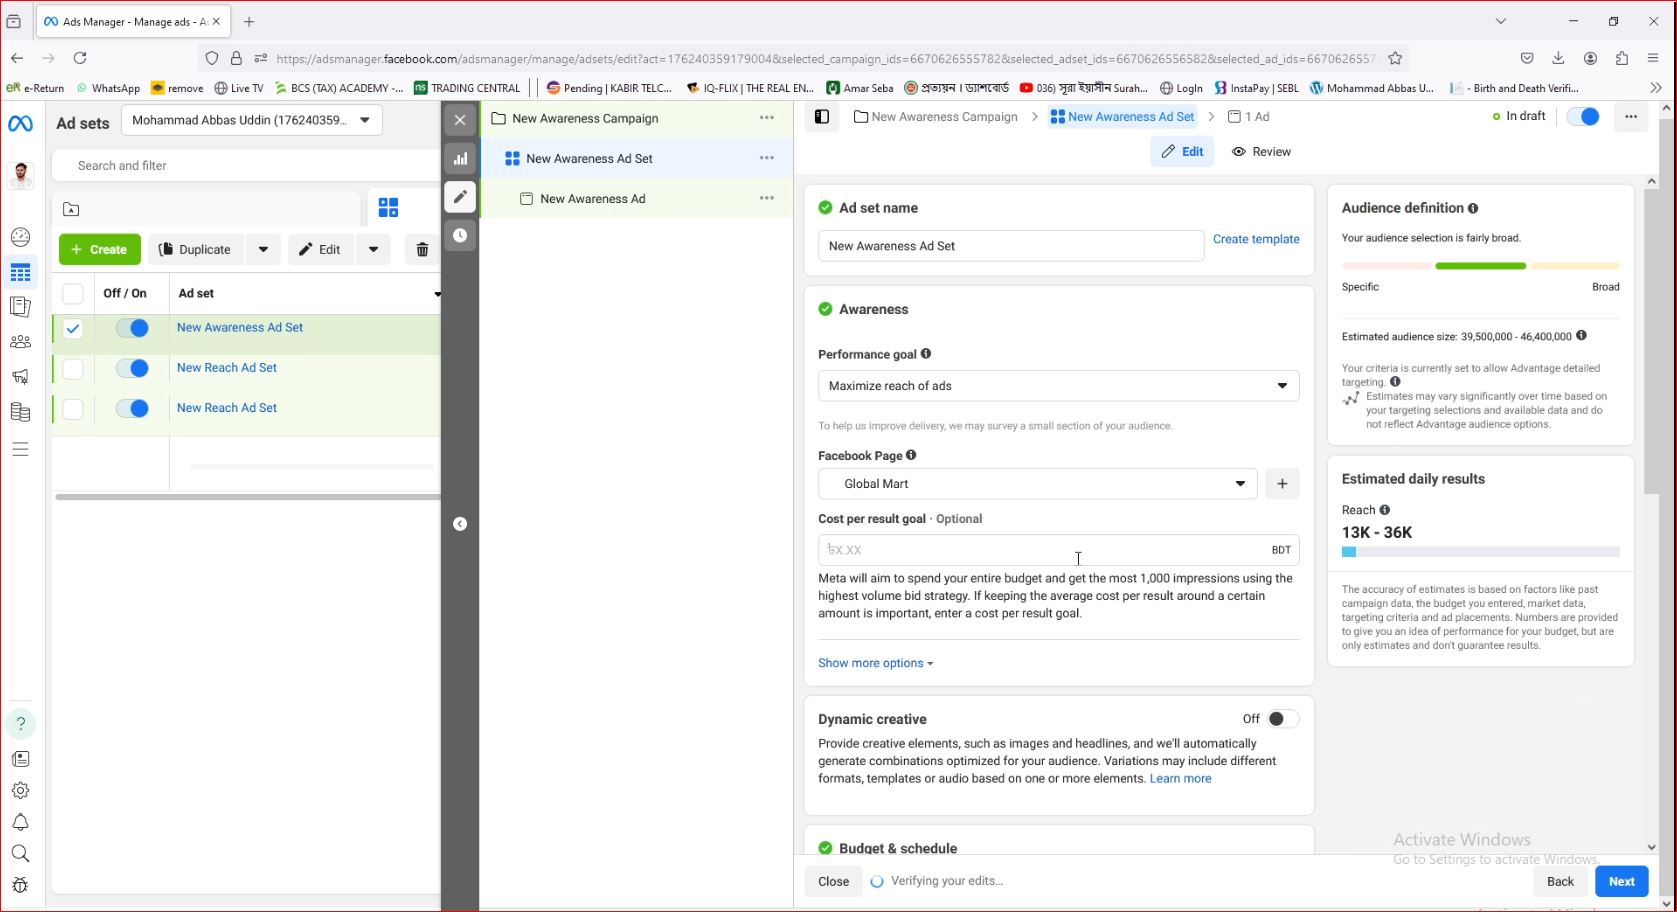 Ads Manager - Manage ads - A
https://adsmanager.facebook.com/adsmanager/manage/adsets/edit?act=176240359179004&selected_campaign_ids=6670626555782&selected_adset_ids=6670626556582&selected_ad_ids=667062655
e-Return
WhatsApp
remove
Live TV
BCS (TAX) ACADEMY -...
TRADING CENTRAL
Pending | KABIR TELC...
IQ-FLIX | THE REAL EN...
Amar Seba
প্রত্যয়ন । ড্যাশবোর্ড
036) সূরা ইয়াসীন Surah...
LogIn
InstaPay | SEBL
Mohammad Abbas U...
- Birth and Death Verifi...
Ad sets
Mohammad Abbas Uddin (176240359...
Search and filter
+ Create
Duplicate
Edit
Off / On
Ad set
New Awareness Ad Set
New Reach Ad Set
New Reach Ad Set
New Awareness Campaign
New Awareness Ad Set
New Awareness Ad
New Awareness Campaign
New Awareness Ad Set
1 Ad
In draft
Edit
Review
Ad set name
New Awareness Ad Set
Create template
Awareness
Performance goal
Maximize reach of ads
To help us improve delivery, we may survey a small section of your audience.
Facebook Page
Global Mart
Cost per result goal · Optional
৳X.XX
BDT
Meta will aim to spend your entire budget and get the most 1,000 impressions using the
highest volume bid strategy. If keeping the average cost per result around a certain
amount is important, enter a cost per result goal.
Show more options
Dynamic creative
Off
Provide creative elements, such as images and headlines, and we'll automatically
generate combinations optimized for your audience. Variations may include different
formats, templates or audio based on one or more elements. Learn more
Budget & schedule
Close
Verifying your edits...
Back
Next
Audience definition
Your audience selection is fairly broad.
Specific
Broad
Estimated audience size: 39,500,000 - 46,400,000
Your criteria is currently set to allow Advantage detailed
targeting.
Estimates may vary significantly over time based on
your targeting selections and available data and do
not reflect Advantage audience options.
Estimated daily results
Reach
13K - 36K
The accuracy of estimates is based on factors like past
campaign data, the budget you entered, market data,
targeting criteria and ad placements. Numbers are provided
to give you an idea of performance for your budget, but are
only estimates and don't guarantee results.
Activate Windows
Go to Settings to activate Windows.